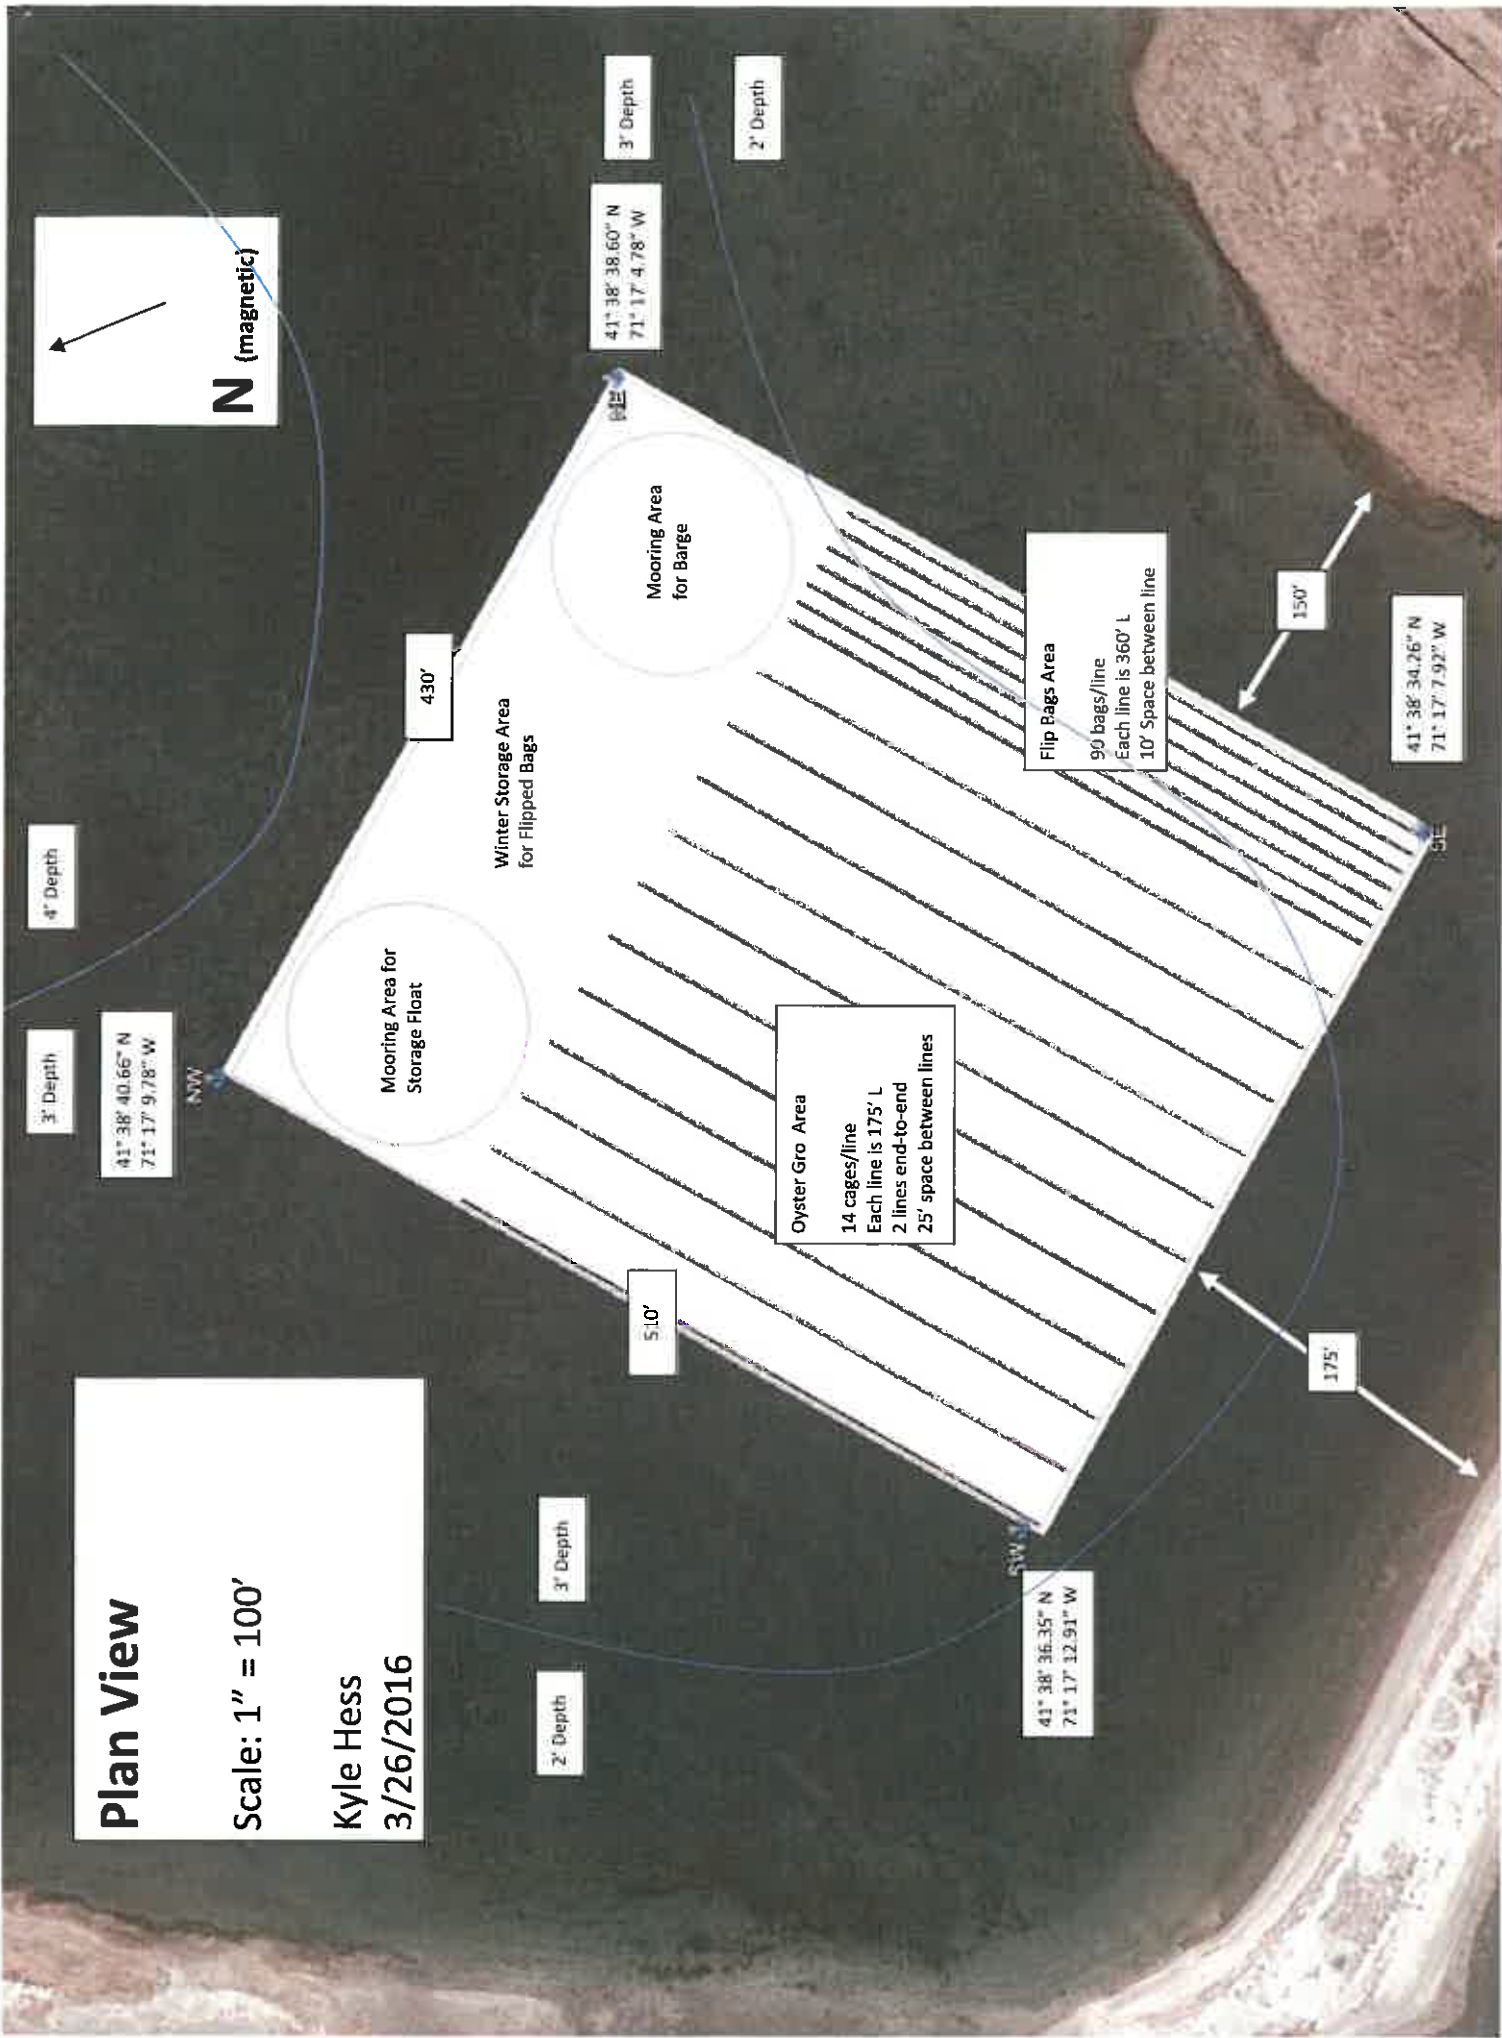 Plan View
Scale: 1" = 100'
Kyle Hess
3/26/2016
3' Depth
4' Depth
N (magnetic)
41° 38' 40.66" N
71° 17' 9.78" W
NW
430'
Mooring Area for
Storage Float
Winter Storage Area
for Flipped Bags
Mooring Area
for Barge
NE
41° 38' 38.60" N
71° 17' 4.78" W
3' Depth
2' Depth
2' Depth
3' Depth
510'
Oyster Gro Area
14 cages/line
Each line is 175' L
2 lines end-to-end
25' space between lines
Flip Bags Area
90 bags/line
Each line is 360' L
10' Space between line
SW
41° 38' 36.35" N
71° 17' 12.91" W
175'
150'
SE
41° 38' 34.26" N
71° 17' 7.92" W